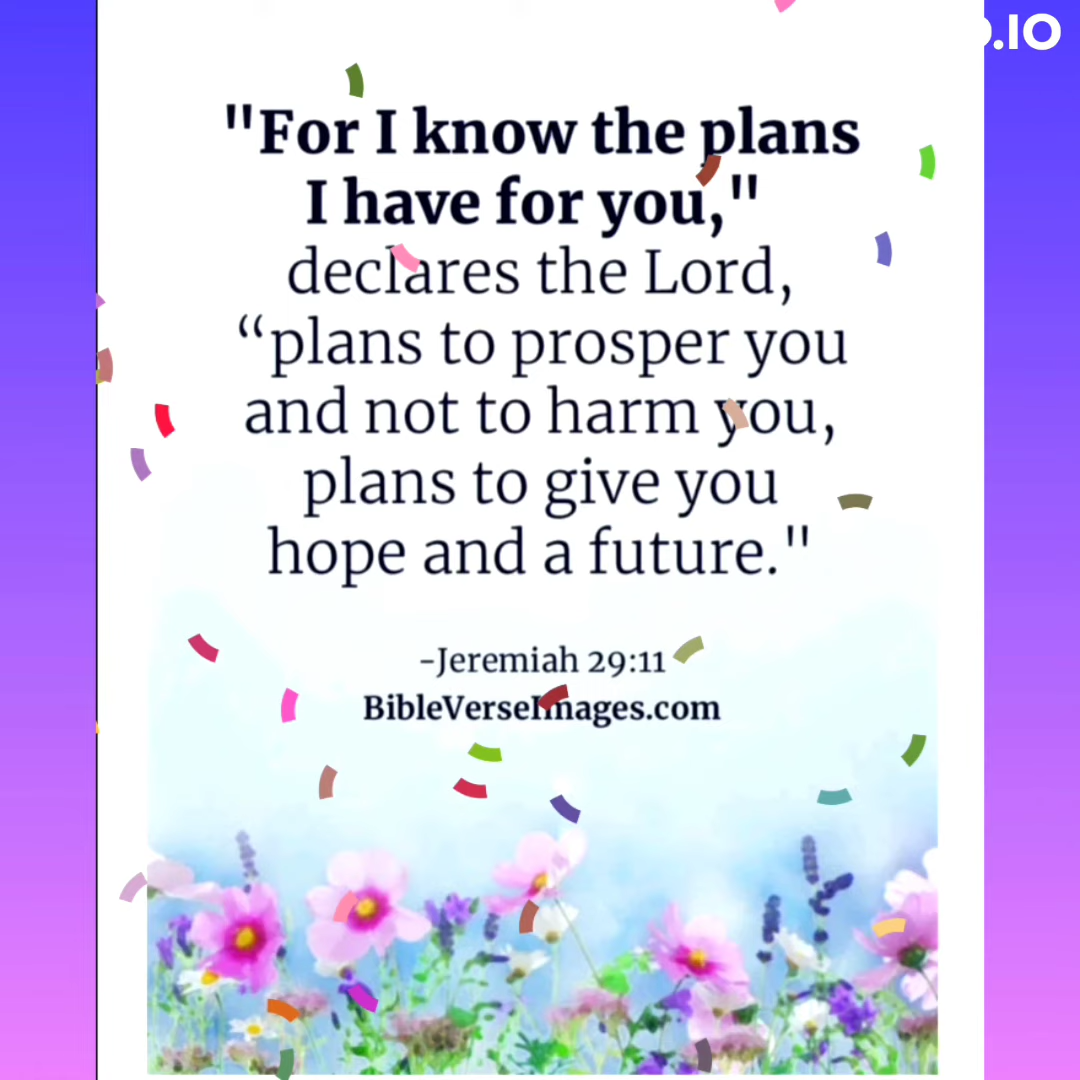 .IO
"For I know the plans
I have for you,"
declares the Lord,
“plans to prosper you
and not to harm you,
plans to give you
hope and a future."
-Jeremiah 29:11
BibleVerseImages.com